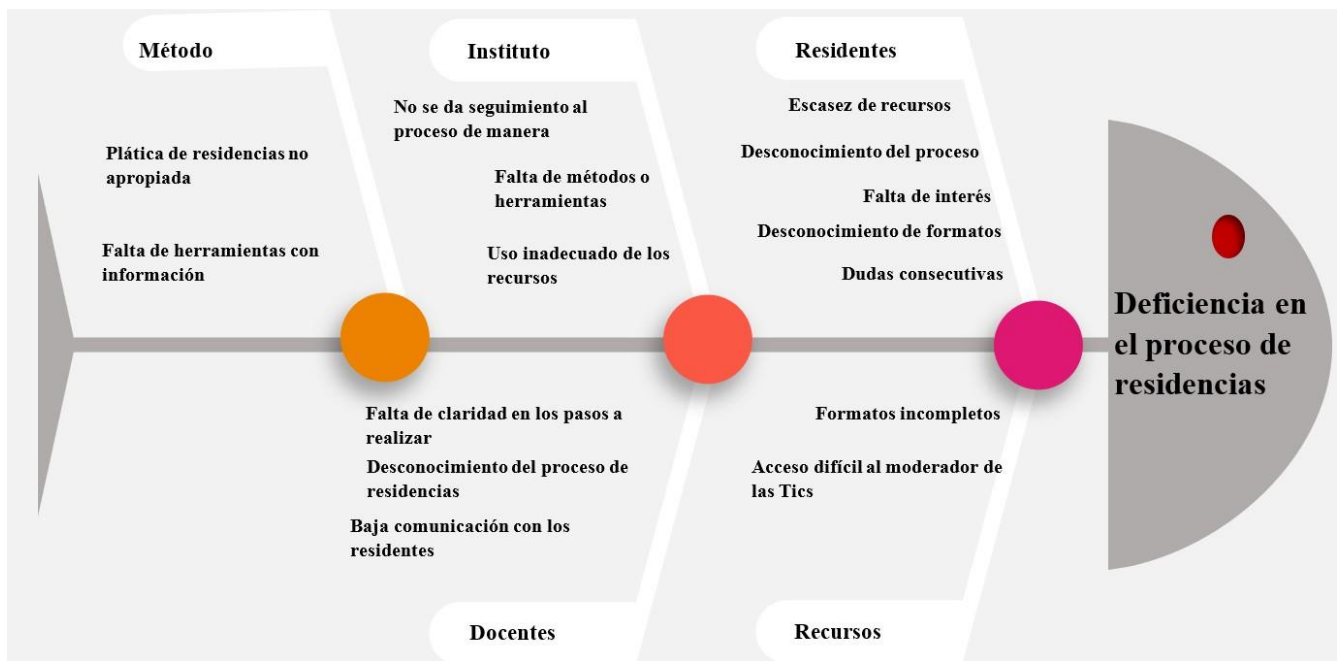 Método
Plática de residencias no
apropiada
Falta de herramientas con
información
Instituto
No se da seguimiento al
proceso de manera
Falta de métodos o
herramientas
Uso inadecuado de los
recursos
Residentes
Escasez de recursos
Desconocimiento del proceso
Falta de interés
Desconocimiento de formatos
Dudas consecutivas
Deficiencia en
el proceso de
residencias
Falta de claridad en los pasos a
realizar
Desconocimiento del proceso de
residencias
Baja comunicación con los
residentes
Docentes
Formatos incompletos
Acceso difícil al moderador de
las Tics
Recursos